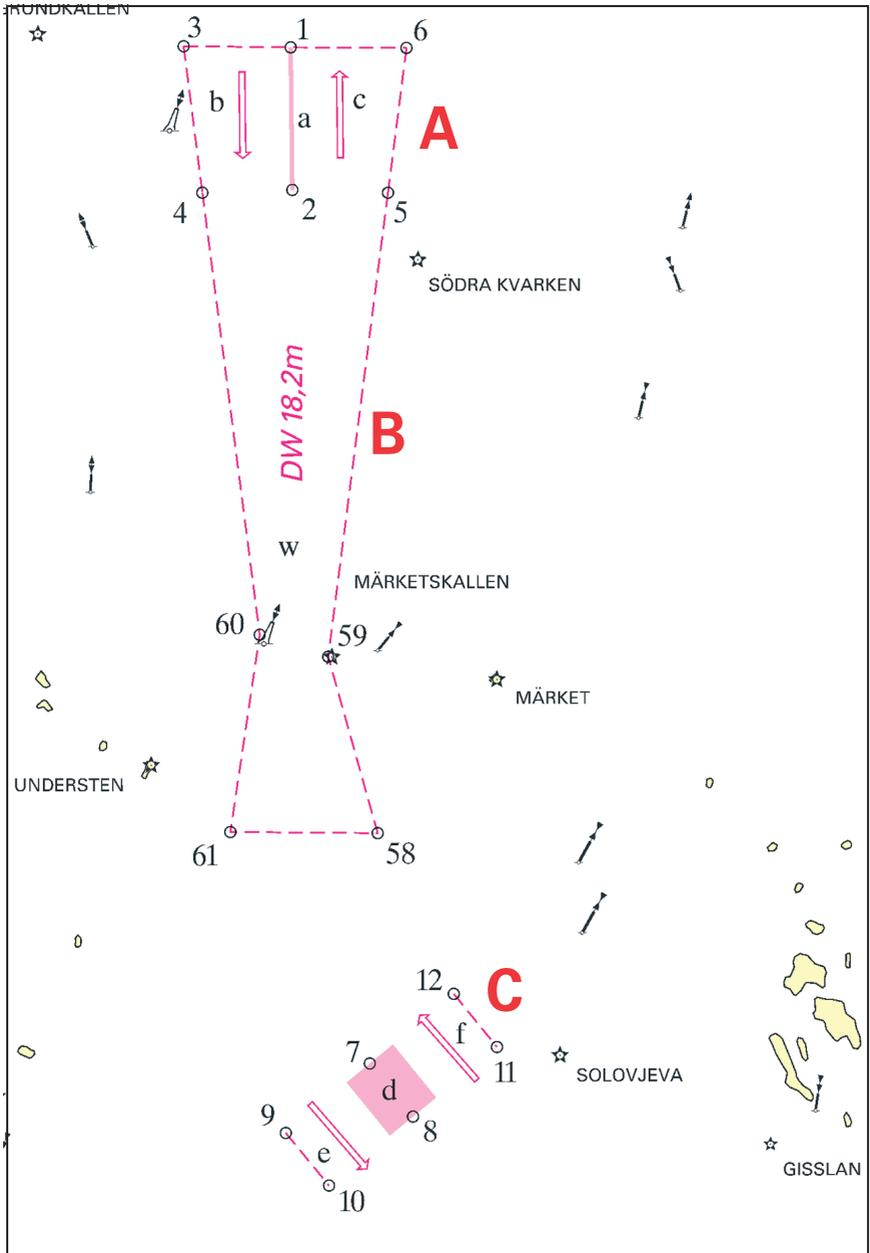 GRUNDKALLEN
3
1
6
b
a
c
A
4
2
5
SÖDRA KVARKEN
DW 18,2m
B
w
MÄRKETSKALLEN
60
59
MÄRKET
UNDERSTEN
61
58
12
C
f
7
11
SOLOVJEVA
d
9
8
e
GISSLAN
10